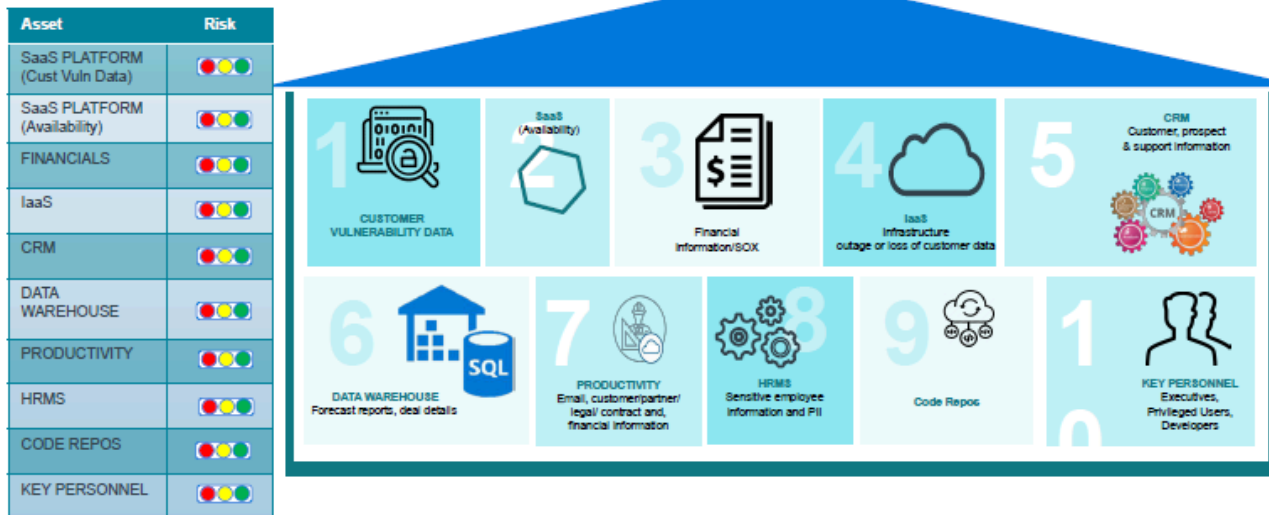 Asset Risk
SaaS PLATFORM
(Cust Vuln Data)
SaaS PLATFORM
(Availability)
FINANCIALS
IaaS
CRM
DATA
WAREHOUSE
PRODUCTIVITY
HRMS
CODE REPOS
KEY PERSONNEL
1
CUSTOMER
VULNERABILITY DATA
2
SaaS
(Availability)
3
$
Financial
Information/SOX
4
IaaS
Infrastructure
outage or loss of customer data
5
CRM
Customer, prospect
& support information
CRM
6
SQL
DATA WAREHOUSE
Forecast reports, deal details
7
PRODUCTIVITY
Email, customer/partner/
legal/ contract and,
financial information
8
HRMS
Sensitive employee
information and PII
9
Code Repos
1
0
KEY PERSONNEL
Executives,
Privileged Users,
Developers